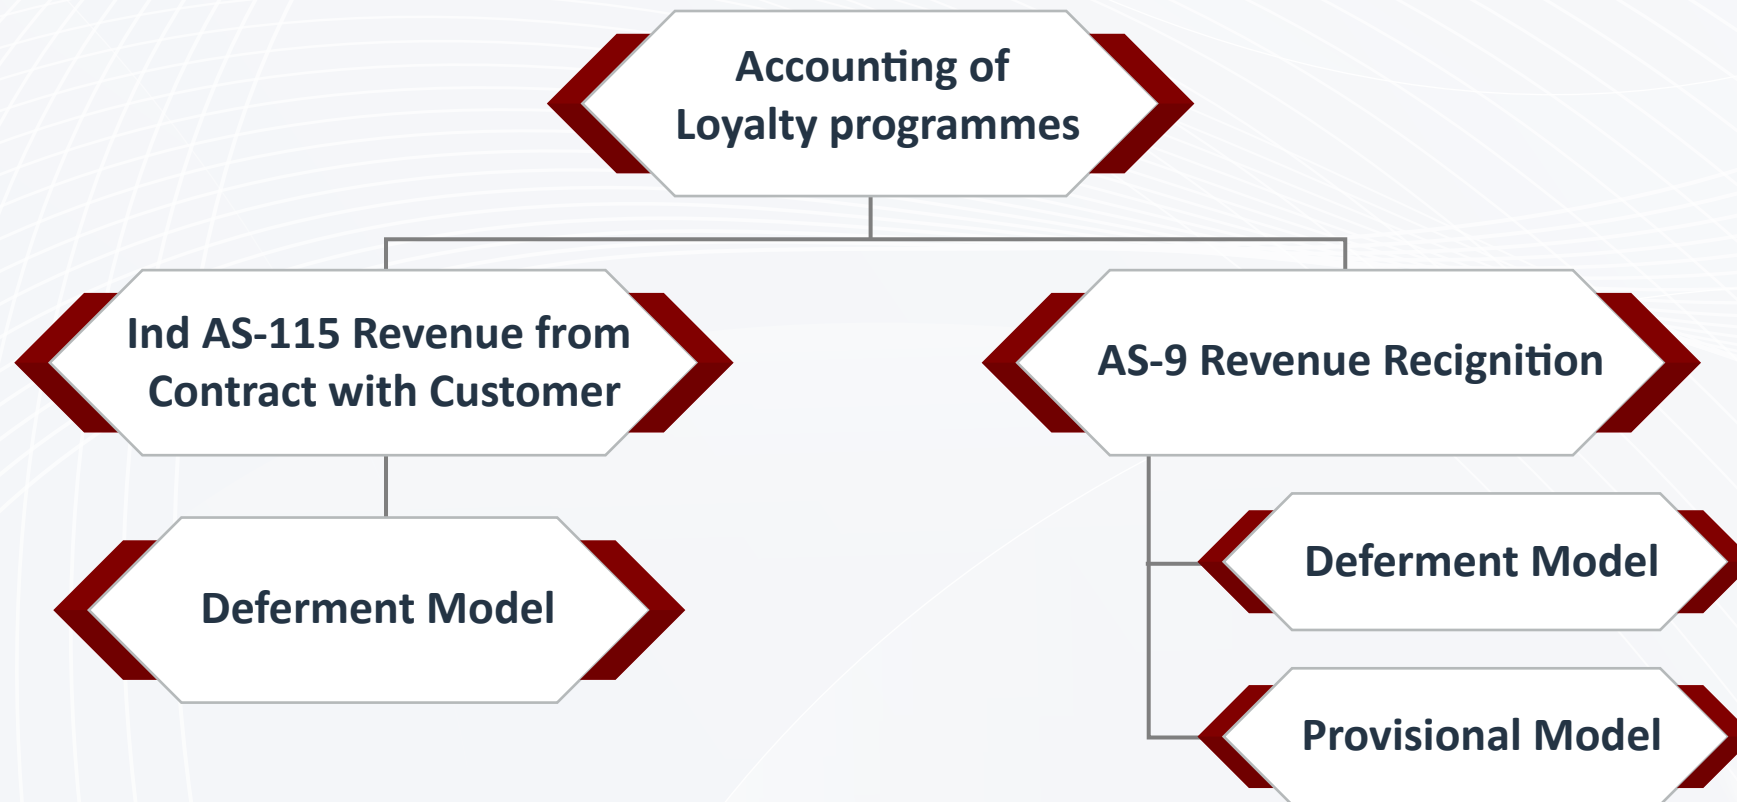 Accounting of
Loyalty programmes
Ind AS-115 Revenue from
Contract with Customer
AS-9 Revenue Recignition
Deferment Model
Deferment Model
Provisional Model